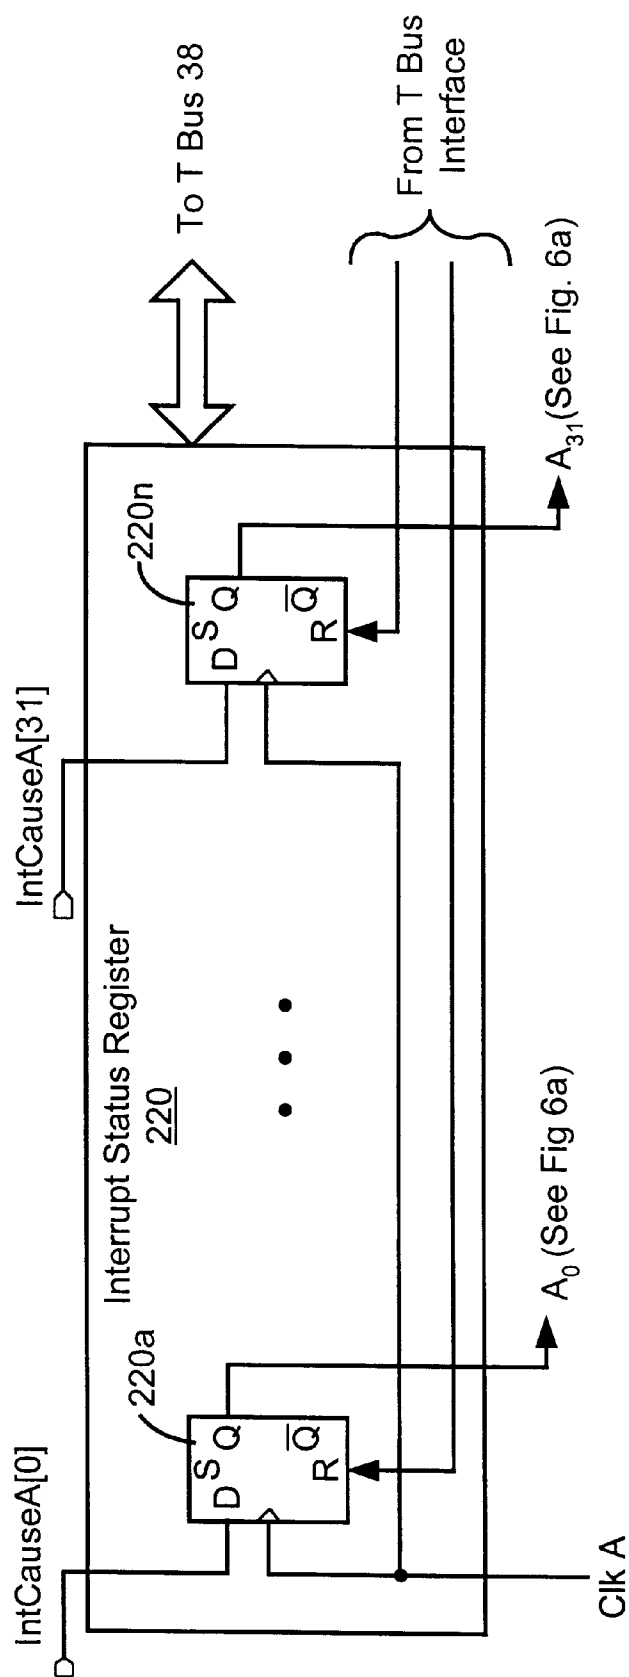 IntCauseA[0]
IntCauseA[31]
Interrupt Status Register
220
220a
220n
D
S
Q
Q̅
R
D
S
Q
Q̅
R
To T Bus 38
From T Bus
Interface
Clk A
A₀ (See Fig 6a)
A₃₁(See Fig. 6a)